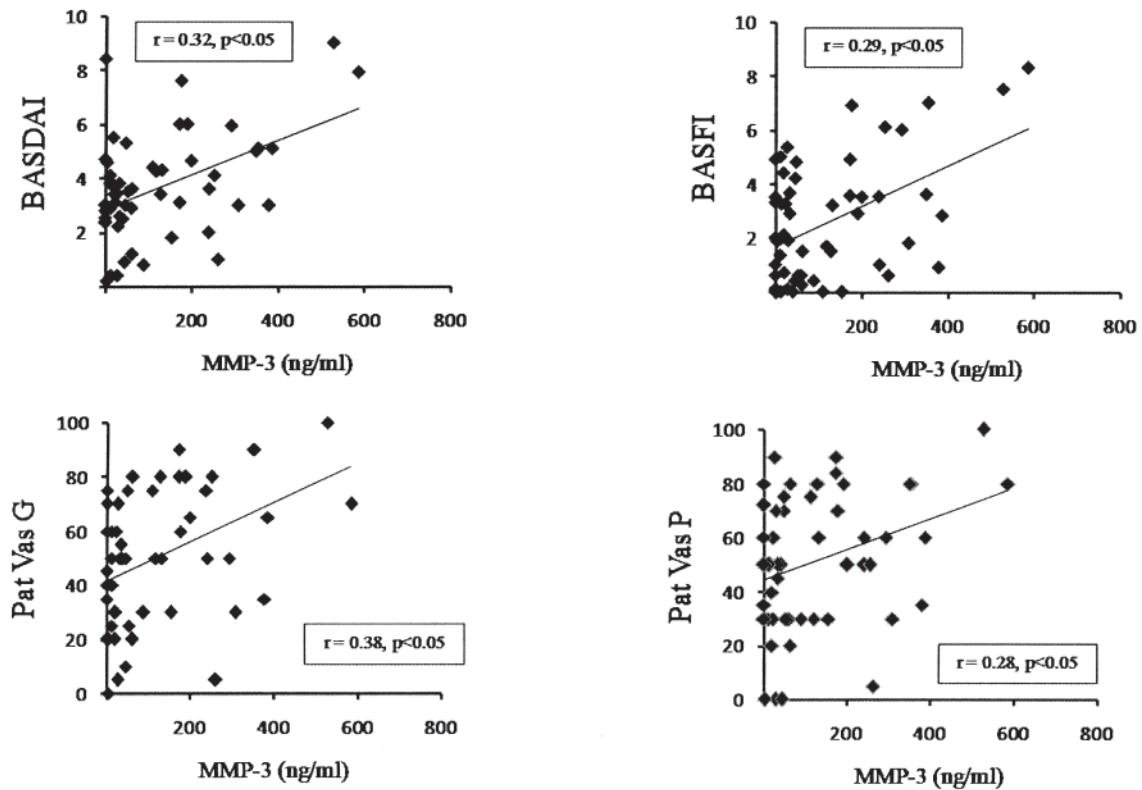 r = 0.32, p<0.05
BASDAI
10
8
6
4
2
200 400 600 800
MMP-3 (ng/ml)
r = 0.29, p<0.05
BASFI
10
8
6
4
2
0
200 400 600 800
MMP-3 (ng/ml)
Pat Vas G
100
80
60
40
20
0
r = 0.38, p<0.05
200 400 600 800
MMP-3 (ng/ml)
Pat Vas P
100
80
60
40
20
0
r = 0.28, p<0.05
200 400 600 800
MMP-3 (ng/ml)